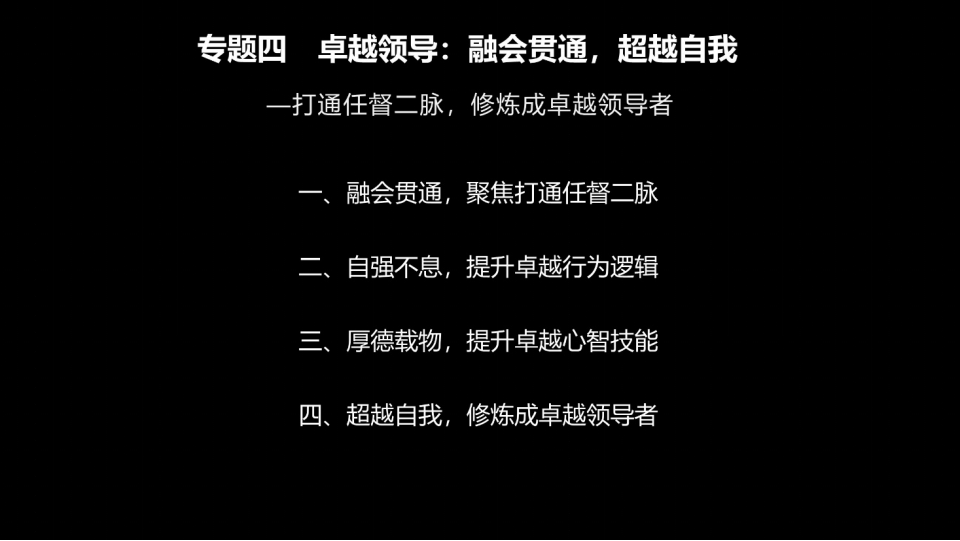 专题四　卓越领导：融会贯通，超越自我
—打通任督二脉，修炼成卓越领导者
一、融会贯通，聚焦打通任督二脉
二、自强不息，提升卓越行为逻辑
三、厚德载物，提升卓越心智技能
四、超越自我，修炼成卓越领导者